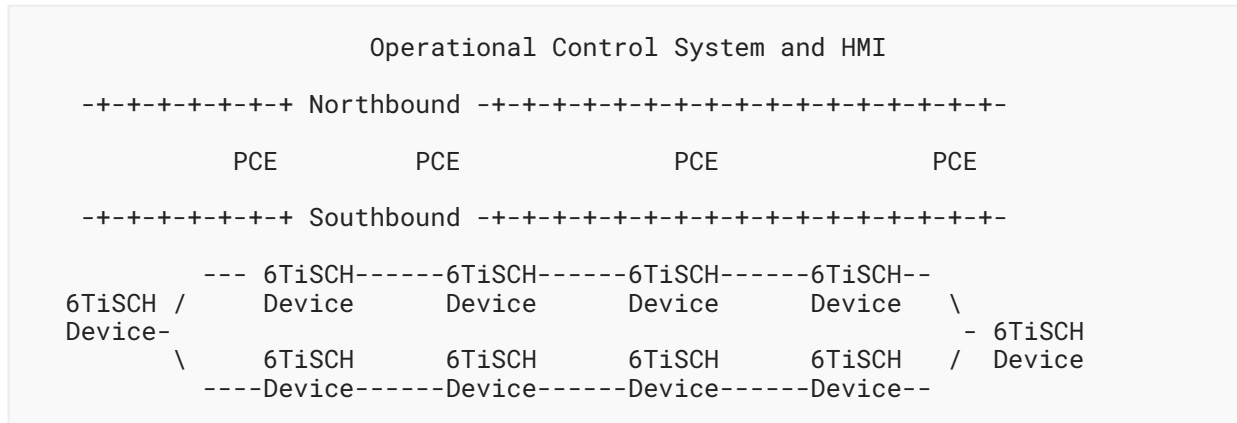 Operational Control System and HMI
-+-+-+-+-+-+-+ Northbound -+-+-+-+-+-+-+-+-+-+-+-+-+-+-+-+-+-
PCE PCE PCE PCE
-+-+-+-+-+-+-+ Southbound -+-+-+-+-+-+-+-+-+-+-+-+-+-+-+-+-+-
--- 6TiSCH------6TiSCH------6TiSCH------6TiSCH--
6TiSCH / Device Device Device Device \
Device- - 6TiSCH
\ 6TiSCH 6TiSCH 6TiSCH 6TiSCH / Device
----Device------Device------Device------Device--